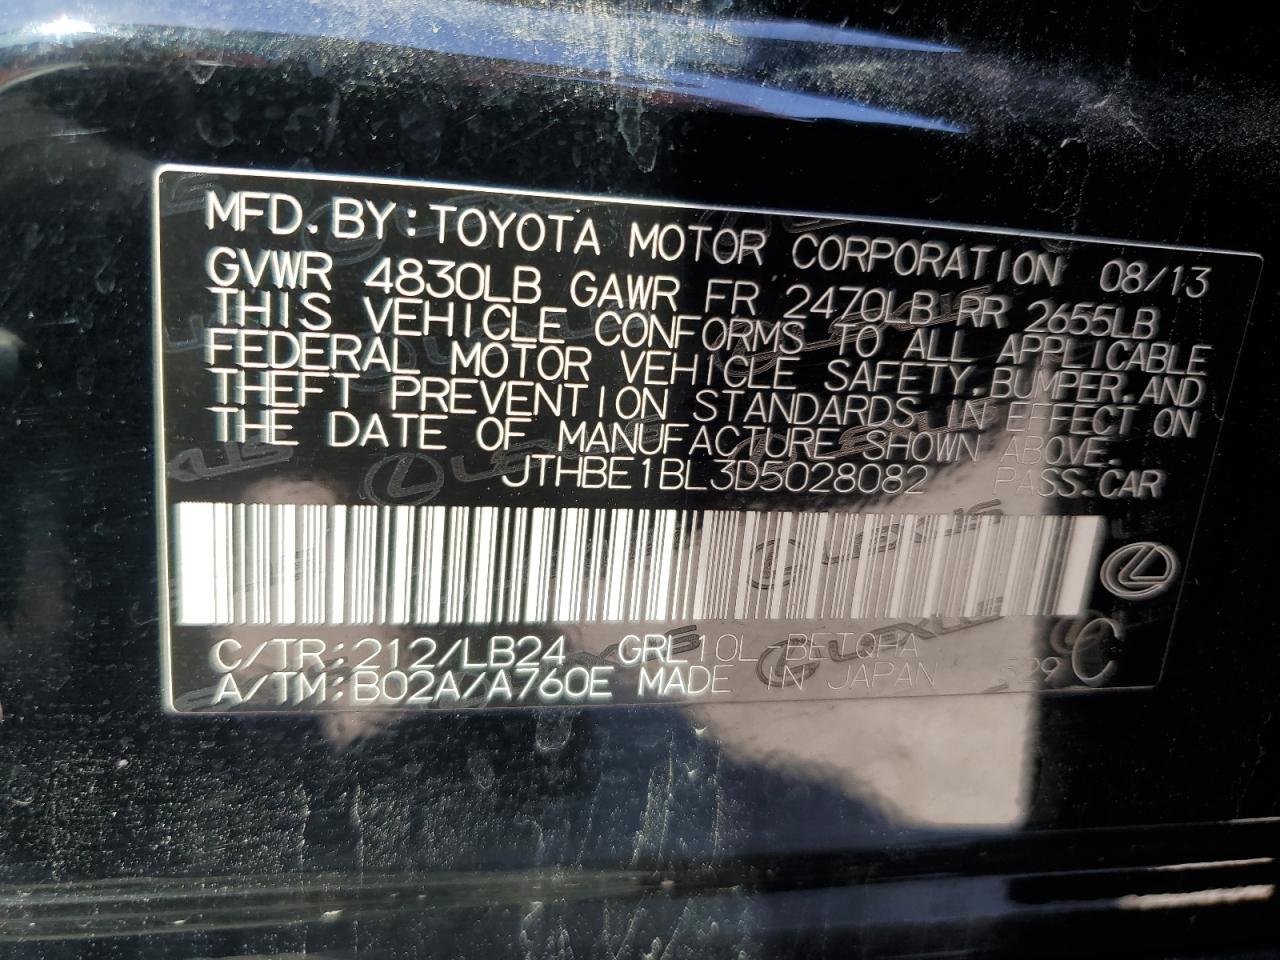 MFD. BY: TOYOTA MOTOR CORPORATION 08/13
GVWR 4830LB GAWR FR 2470LB RR 2655LB
THIS VEHICLE CONFORMS TO ALL APPLICABLE
FEDERAL MOTOR VEHICLE SAFETY, BUMPER, AND
THEFT PREVENTION STANDARDS IN EFFECT ON
THE DATE OF MANUFACTURE SHOWN ABOVE.
JTHBE1BL3D5028082 PASS. CAR
C/TR: 212/LB24 GRL10L-BETQHA
A/TM: B02A/A760E MADE IN JAPAN 529 C